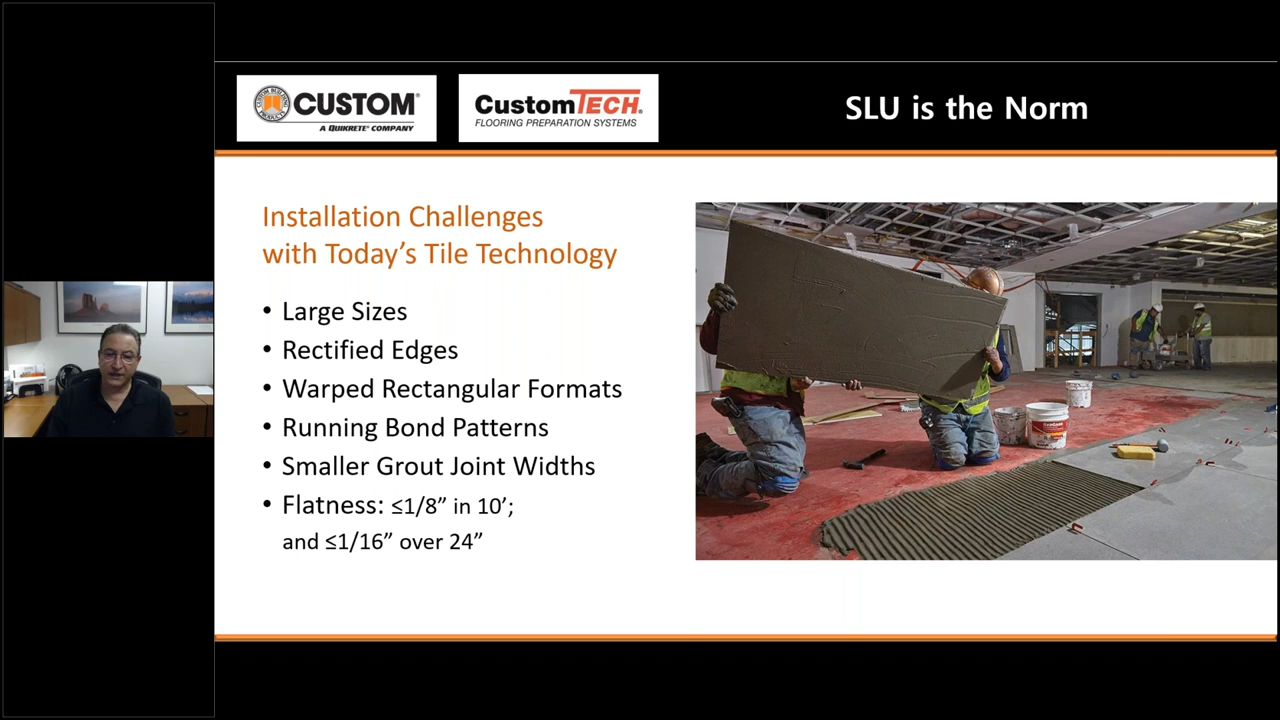 CUSTOM®
A QUIKRETE® COMPANY
CustomTECH®
FLOORING PREPARATION SYSTEMS
SLU is the Norm
Installation Challenges
with Today’s Tile Technology
• Large Sizes
• Rectified Edges
• Warped Rectangular Formats
• Running Bond Patterns
• Smaller Grout Joint Widths
• Flatness: ≤1/8” in 10’;
and ≤1/16” over 24”